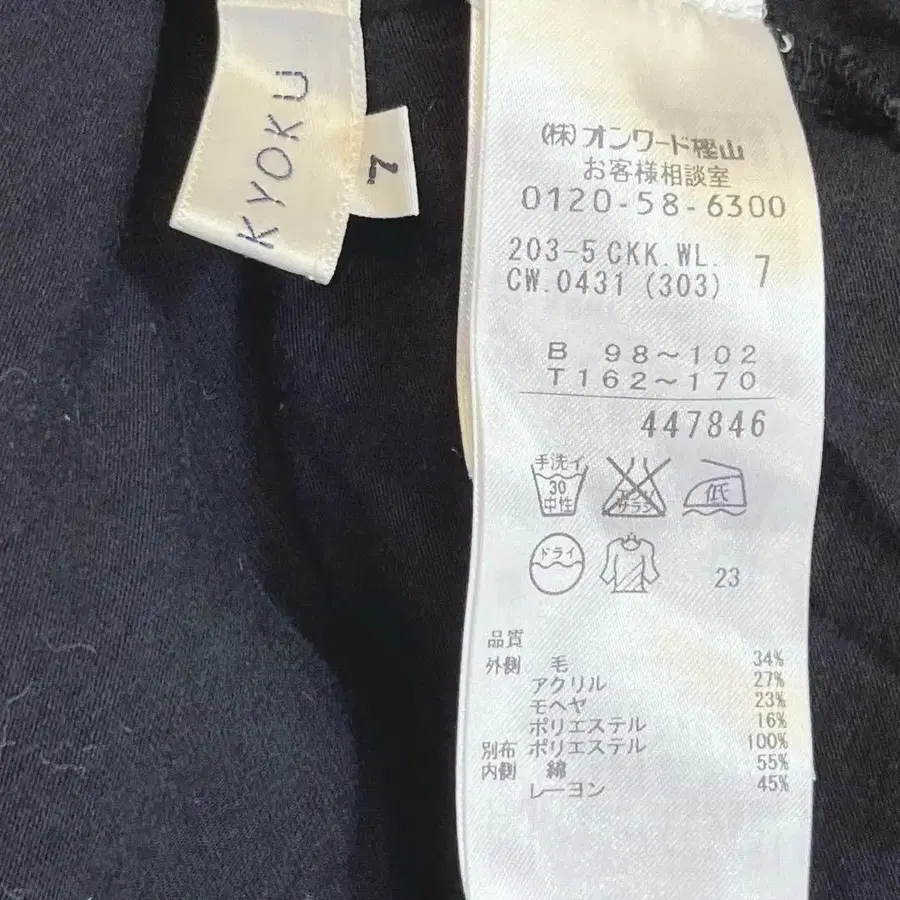 KYOKU
7
(株)オンワード樫山
お客様相談室
0120-58-6300
203-5 CKK.WL.
CW.0431 (303) 7
B 98~102
T 162~170
447846
手洗イ
30
中性
低
ドライ
23
品質
外側 毛 34%
アクリル 27%
モヘヤ 23%
ポリエステル 16%
別布 ポリエステル 100%
内側 綿 55%
レーヨン 45%